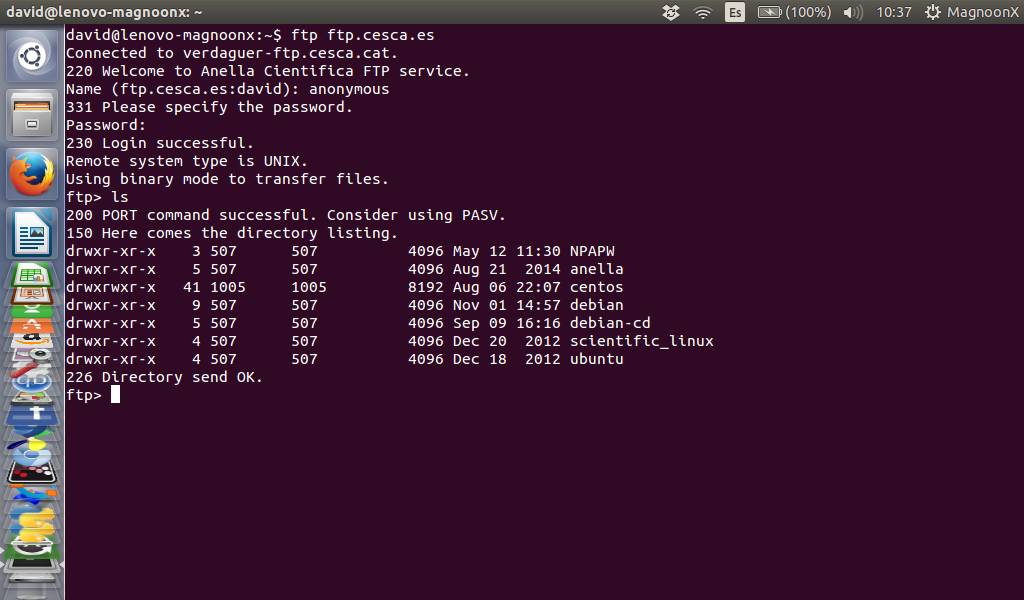 david@lenovo-magnoonx: ~
Es (100%) 10:37 MagnoonX
david@lenovo-magnoonx:~$ ftp ftp.cesca.es
Connected to verdaguer-ftp.cesca.cat.
220 Welcome to Anella Cientifica FTP service.
Name (ftp.cesca.es:david): anonymous
331 Please specify the password.
Password:
230 Login successful.
Remote system type is UNIX.
Using binary mode to transfer files.
ftp> ls
200 PORT command successful. Consider using PASV.
150 Here comes the directory listing.
drwxr-xr-x    3 507      507          4096 May 12 11:30 NPAPW
drwxr-xr-x    5 507      507          4096 Aug 21  2014 anella
drwxrwxr-x   41 1005     1005         8192 Aug 06 22:07 centos
drwxr-xr-x    9 507      507          4096 Nov 01 14:57 debian
drwxr-xr-x    5 507      507          4096 Sep 09 16:16 debian-cd
drwxr-xr-x    4 507      507          4096 Dec 20  2012 scientific_linux
drwxr-xr-x    4 507      507          4096 Dec 18  2012 ubuntu
226 Directory send OK.
ftp>